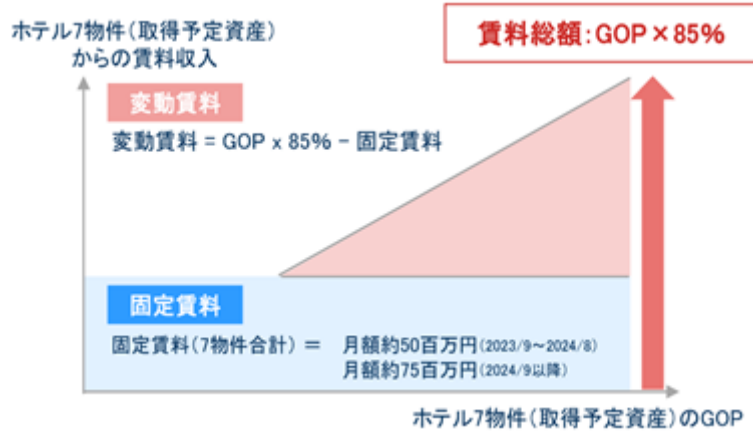 ホテル7物件(取得予定資産)
からの賃料収入
賃料総額:GOP×85%
変動賃料
変動賃料 = GOP x 85% − 固定賃料
固定賃料
固定賃料(7物件合計) = 月額約50百万円(2023/9~2024/8)
月額約75百万円(2024/9以降)
ホテル7物件(取得予定資産)のGOP